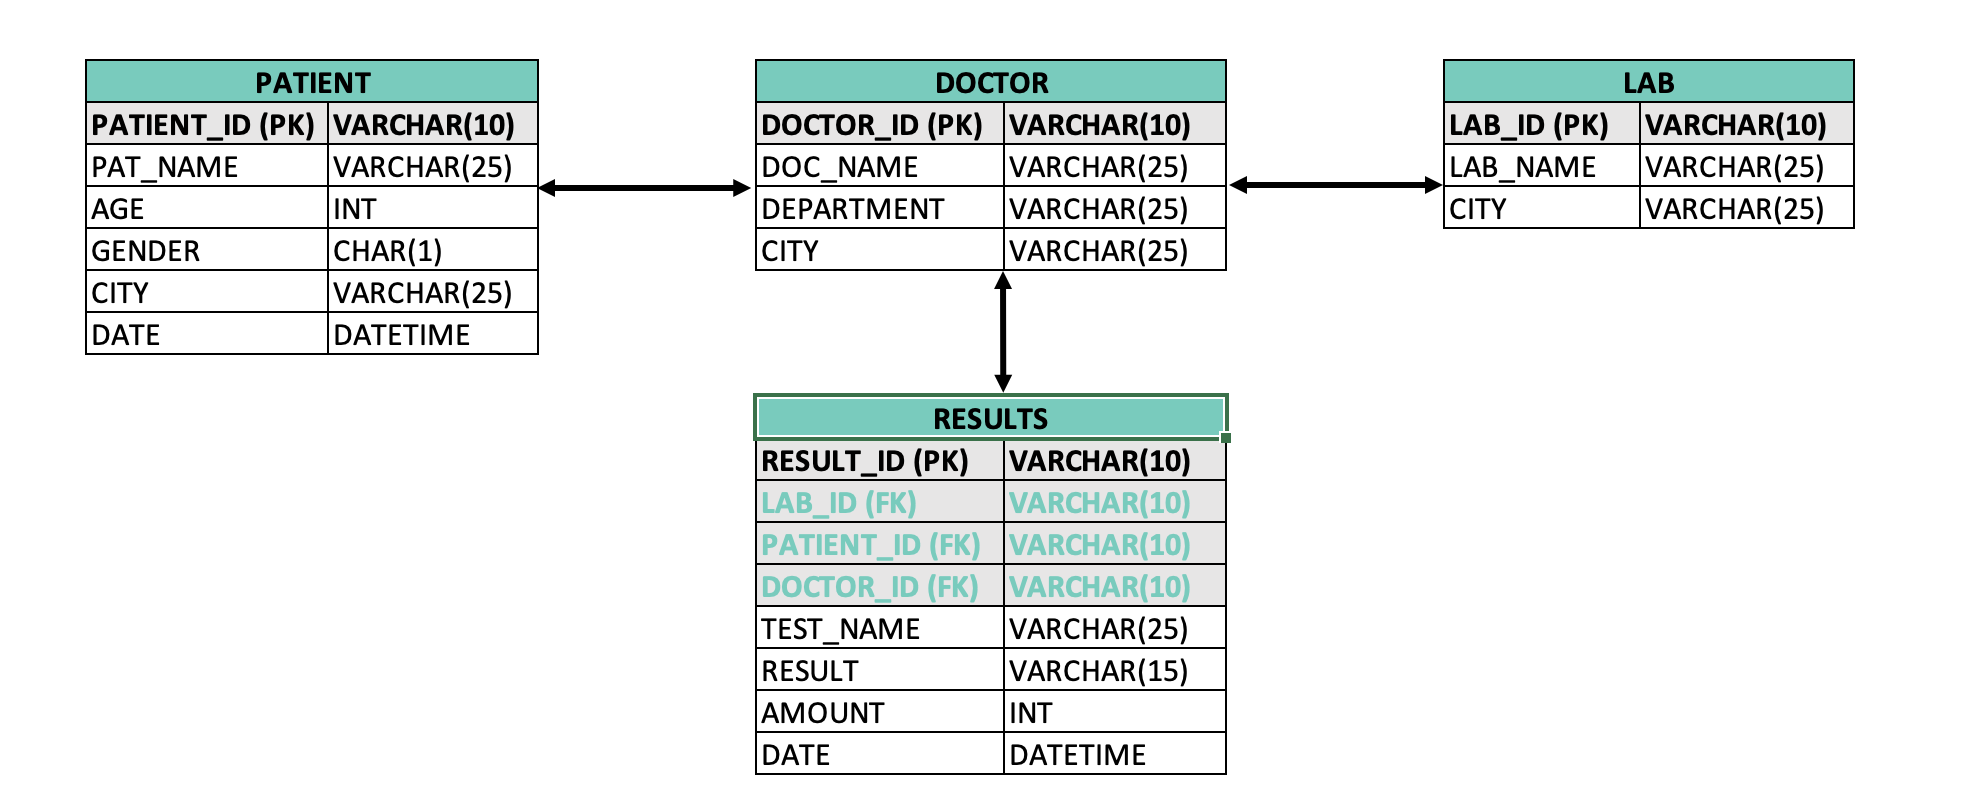 PATIENT
PATIENT_ID (PK) VARCHAR(10)
PAT_NAME VARCHAR(25)
AGE INT
GENDER CHAR(1)
CITY VARCHAR(25)
DATE DATETIME
DOCTOR
DOCTOR_ID (PK) VARCHAR(10)
DOC_NAME VARCHAR(25)
DEPARTMENT VARCHAR(25)
CITY VARCHAR(25)
LAB
LAB_ID (PK) VARCHAR(10)
LAB_NAME VARCHAR(25)
CITY VARCHAR(25)
RESULTS
RESULT_ID (PK) VARCHAR(10)
LAB_ID (FK) VARCHAR(10)
PATIENT_ID (FK) VARCHAR(10)
DOCTOR_ID (FK) VARCHAR(10)
TEST_NAME VARCHAR(25)
RESULT VARCHAR(15)
AMOUNT INT
DATE DATETIME